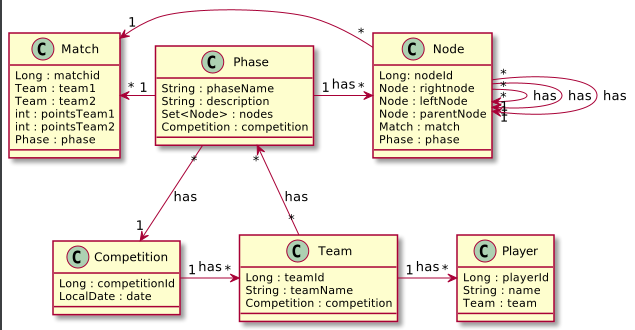 1
*
C Match
Long : matchid
Team : team1
Team : team2
int : pointsTeam1
int : pointsTeam2
Phase : phase
* 1
C Phase
String : phaseName
String : description
Set<Node> : nodes
Competition : competition
1 has *
C Node
Long: nodeId
Node : rightnode
Node : leftNode
Node : parentNode
Match : match
Phase : phase
*
*
* has has has
1
1
1
*
*
has
has
1
*
C Competition
Long : competitionId
LocalDate : date
1 has *
C Team
Long : teamId
String : teamName
Competition : competition
1 has *
C Player
Long : playerId
String : name
Team : team